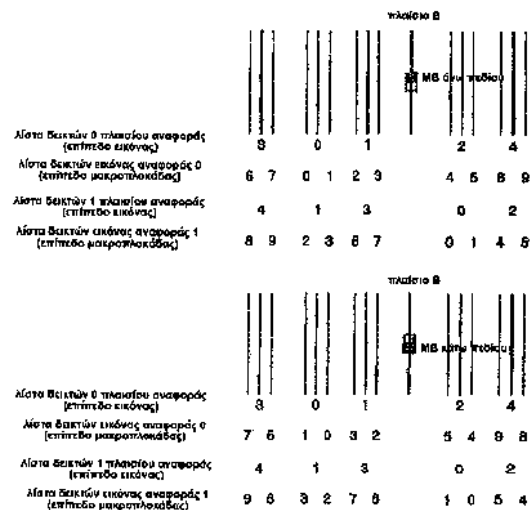 πλαίσιο B
MB άνω πεδίου
λίστα δεικτών 0 πλαισίου αναφοράς 3 0 1 2 4
(επίπεδο εικόνας)
λίστα δεικτών εικόνας αναφοράς 0 6 7 0 1 2 3 4 5 8 9
(επίπεδο μακροπλοκάδας)
λίστα δεικτών 1 πλαισίου αναφοράς 4 1 3 0 2
(επίπεδο εικόνας)
λίστα δεικτών εικόνας αναφοράς 1 8 9 2 3 6 7 0 1 4 5
(επίπεδο μακροπλοκάδας)
πλαίσιο B
MB κάτω πεδίου
λίστα δεικτών 0 πλαισίου αναφοράς 3 0 1 2 4
(επίπεδο εικόνας)
λίστα δεικτών εικόνας αναφοράς 0 7 6 1 0 3 2 5 4 9 8
(επίπεδο μακροπλοκάδας)
λίστα δεικτών 1 πλαισίου αναφοράς 4 1 3 0 2
(επίπεδο εικόνας)
λίστα δεικτών εικόνας αναφοράς 1 9 8 3 2 7 6 1 0 5 4
(επίπεδο μακροπλοκάδας)